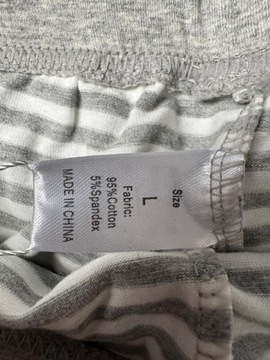 Size
L
Fabric:
95%Cotton
5%Spandex
MADE IN CHINA